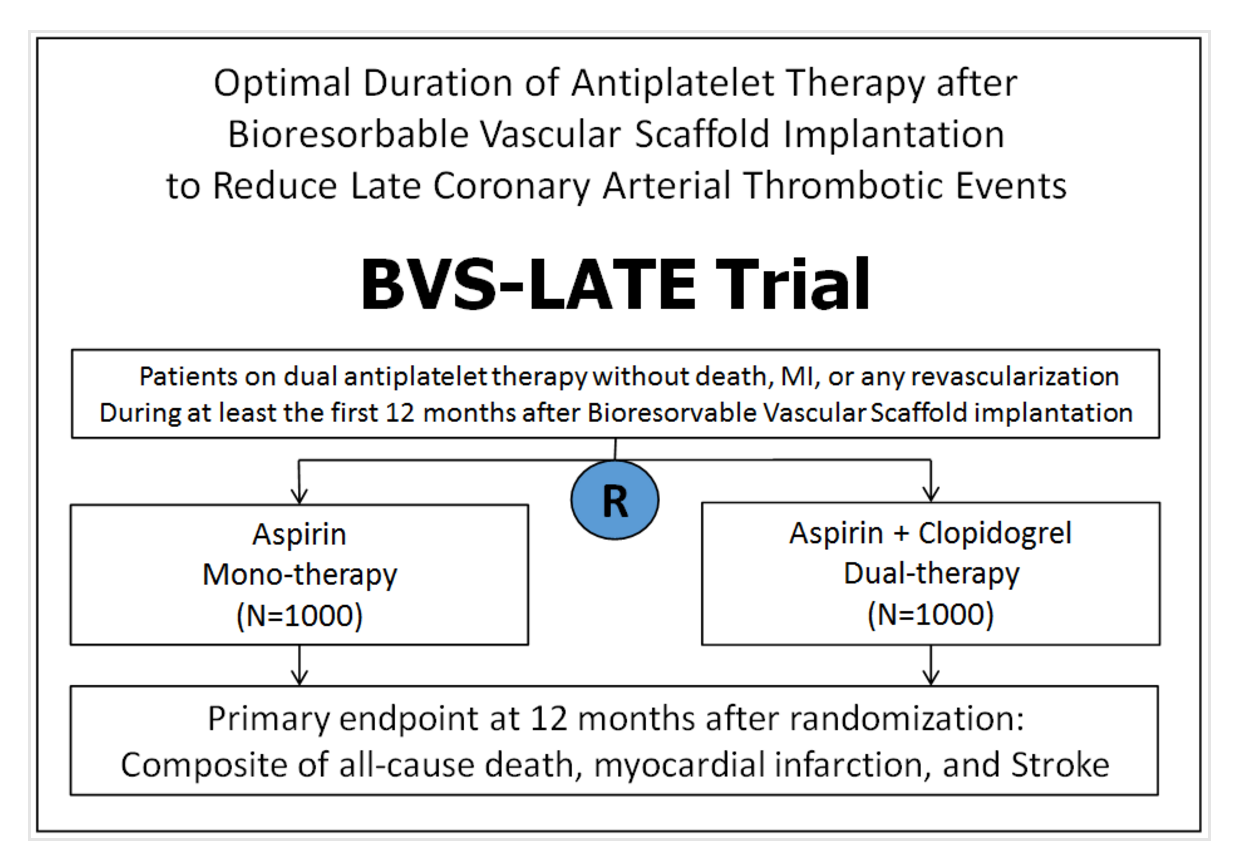 Optimal Duration of Antiplatelet Therapy after
Bioresorbable Vascular Scaffold Implantation
to Reduce Late Coronary Arterial Thrombotic Events
BVS-LATE Trial
Patients on dual antiplatelet therapy without death, MI, or any revascularization
During at least the first 12 months after Bioresorvable Vascular Scaffold implantation
R
Aspirin
Mono-therapy
(N=1000)
Aspirin + Clopidogrel
Dual-therapy
(N=1000)
Primary endpoint at 12 months after randomization:
Composite of all-cause death, myocardial infarction, and Stroke